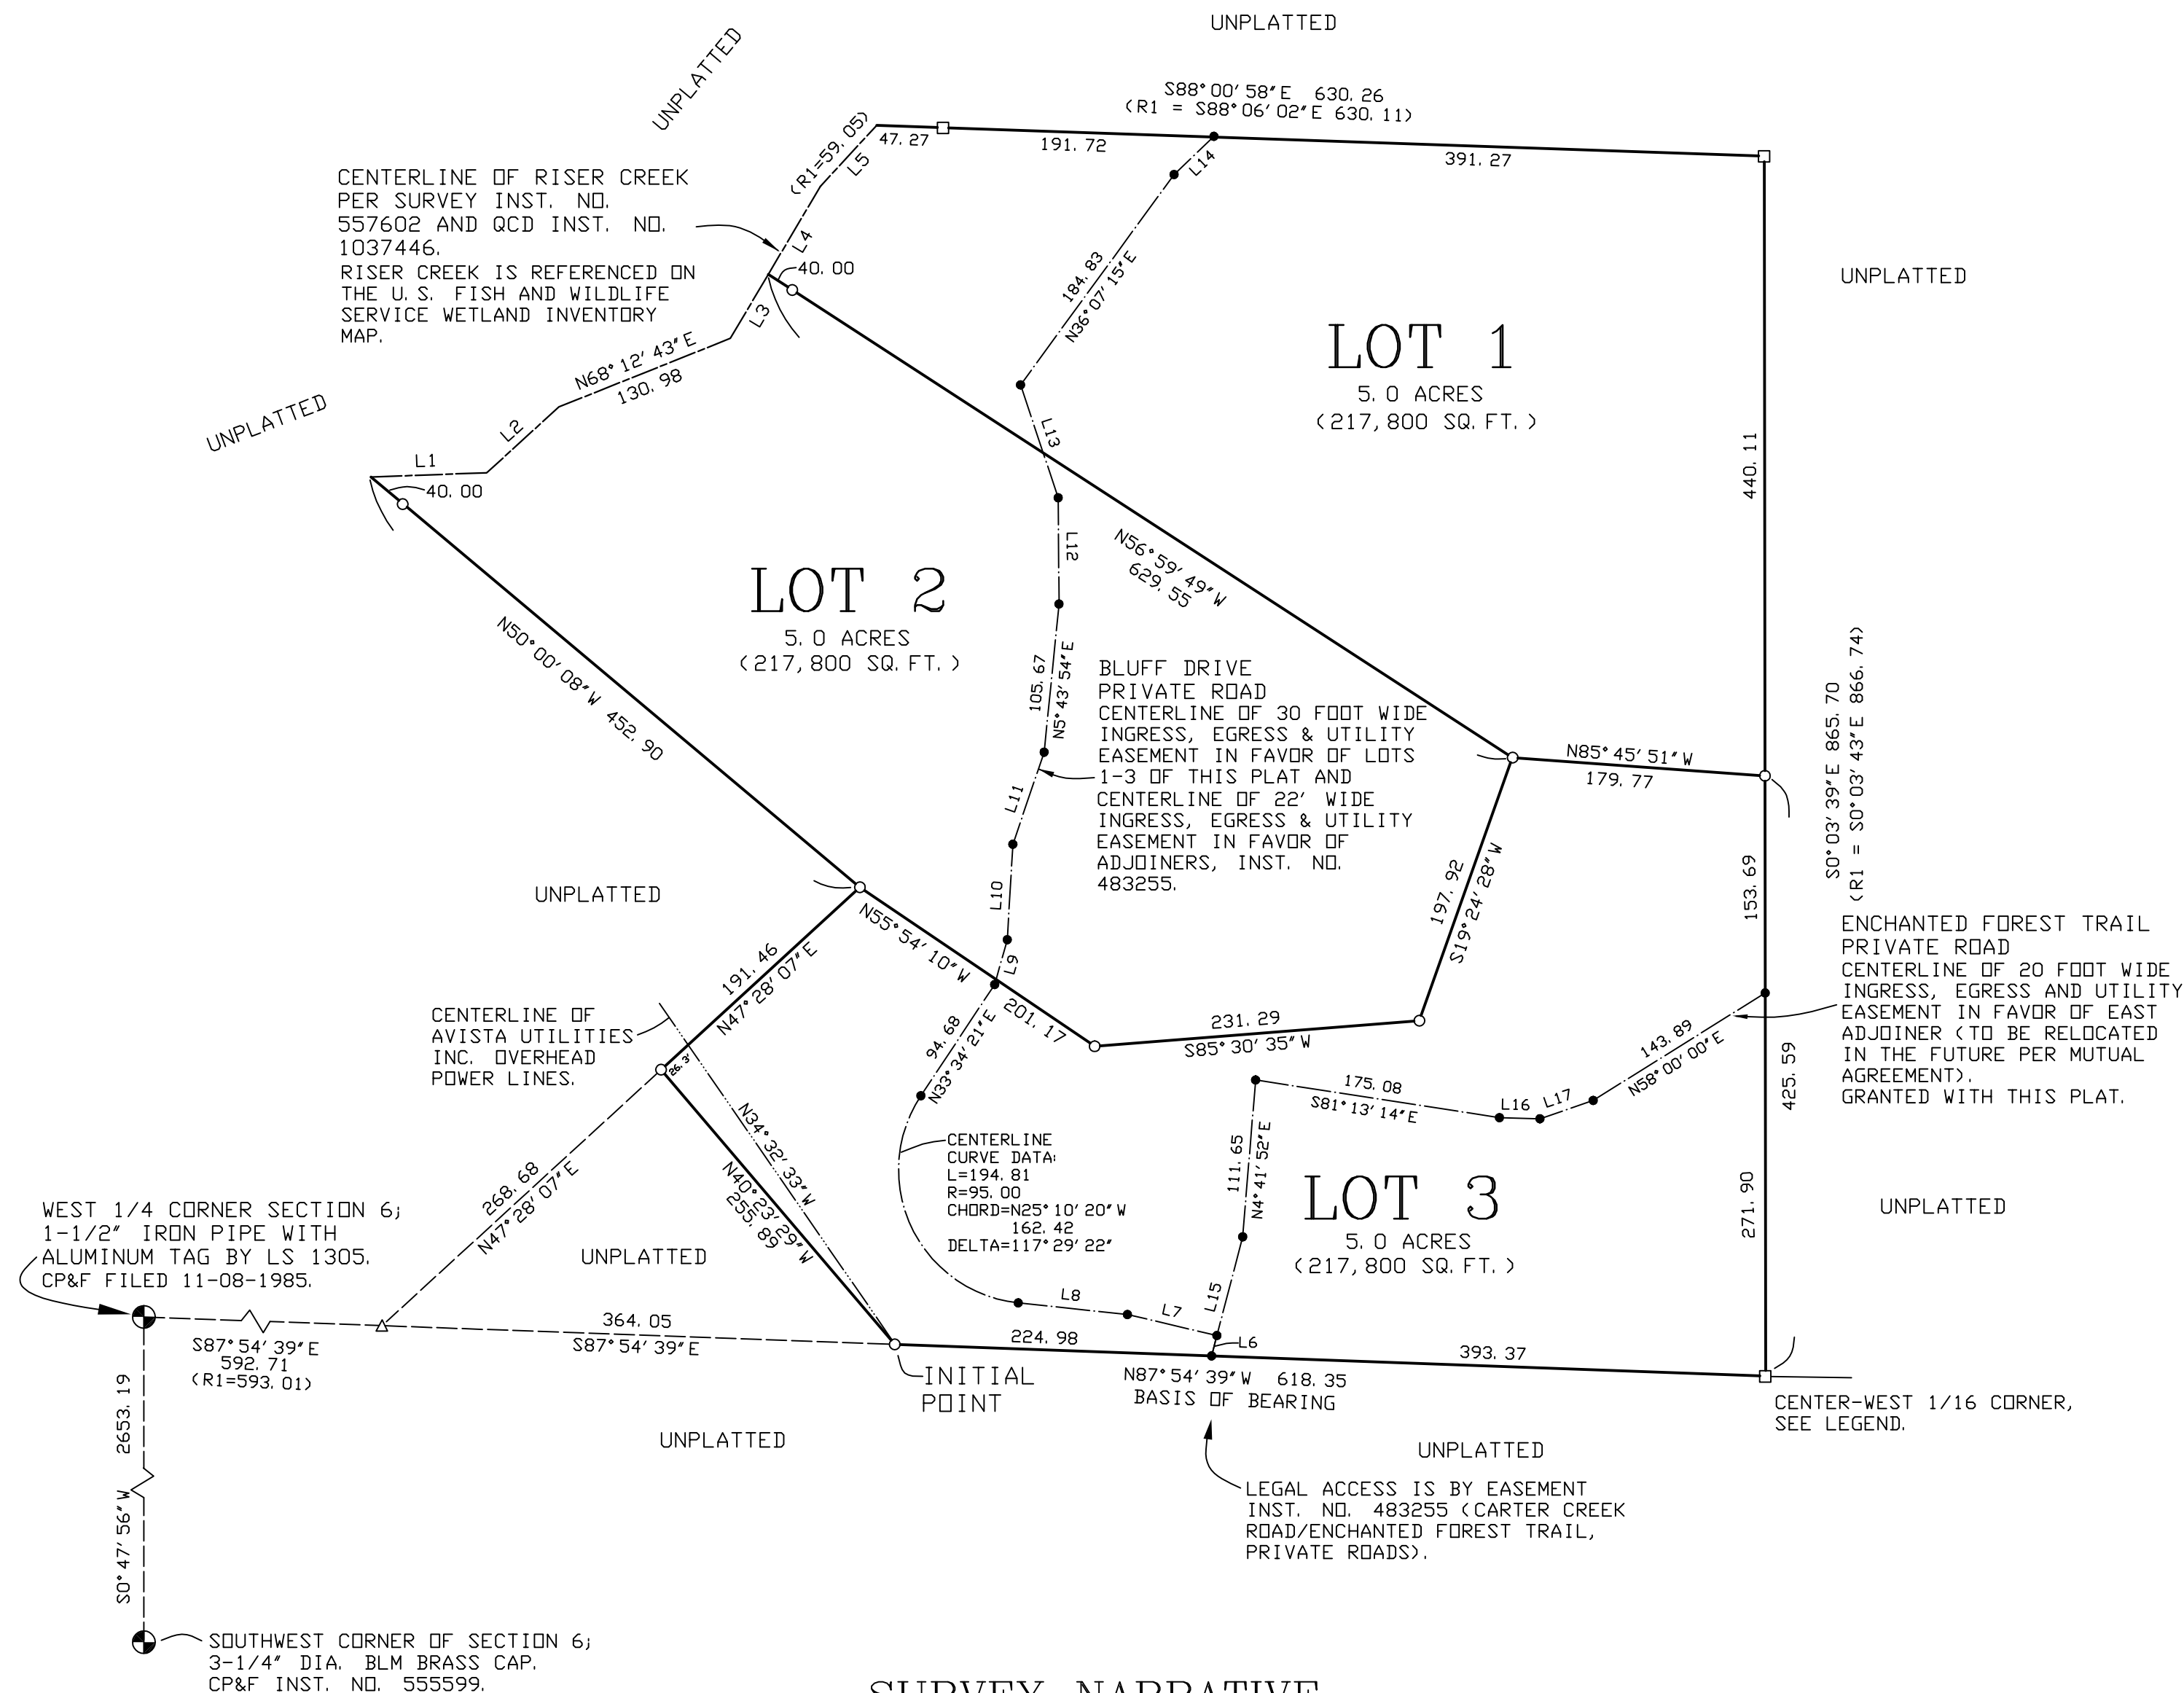 UNPLATTED
UNPLATTED
S88°00'58"E 630.26
(R1 = S88°06'02"E 630.11)
47.27
191.72
391.27
(R1=59.05)
L5
L14
CENTERLINE OF RISER CREEK
PER SURVEY INST. NO.
557602 AND QCD INST. NO.
1037446.
RISER CREEK IS REFERENCED ON
THE U.S. FISH AND WILDLIFE
SERVICE WETLAND INVENTORY
MAP.
L4
40.00
L3
184.83
N36°07'15"E
UNPLATTED
LOT 1
5.0 ACRES
(217,800 SQ.FT.)
N68°12'43"E
130.98
UNPLATTED
L2
L1
40.00
L13
440.11
L12
N56°59'49"W
629.55
LOT 2
5.0 ACRES
(217,800 SQ.FT.)
N50°00'08"W 452.90
105.67
N5°43'54"E
BLUFF DRIVE
PRIVATE ROAD
CENTERLINE OF 30 FOOT WIDE
INGRESS, EGRESS & UTILITY
EASEMENT IN FAVOR OF LOTS
1-3 OF THIS PLAT AND
CENTERLINE OF 22' WIDE
INGRESS, EGRESS & UTILITY
EASEMENT IN FAVOR OF
ADJOINERS, INST. NO.
483255.
N85°45'51"W
179.77
S0°03'39"E 865.70
(R1 = S0°03'43"E 866.74)
L11
L10
197.92
S19°24'28"W
153.69
UNPLATTED
N55°54'10"W
201.17
L9
191.46
N47°28'07"E
ENCHANTED FOREST TRAIL
PRIVATE ROAD
CENTERLINE OF 20 FOOT WIDE
INGRESS, EGRESS AND UTILITY
EASEMENT IN FAVOR OF EAST
ADJOINER (TO BE RELOCATED
IN THE FUTURE PER MUTUAL
AGREEMENT).
GRANTED WITH THIS PLAT.
CENTERLINE OF
AVISTA UTILITIES
INC. OVERHEAD
POWER LINES.
26.3'
94.68
N33°34'21"E
231.29
S85°30'35"W
143.89
N58°00'00"E
425.59
175.08
S81°13'14"E
L16
L17
N34°32'33"W
N40°23'29"W
255.89
CENTERLINE
CURVE DATA:
L=194.81
R=95.00
CHORD=N25°10'20"W
162.42
DELTA=117°29'22"
111.65
N4°41'52"E
LOT 3
5.0 ACRES
(217,800 SQ.FT.)
271.90
UNPLATTED
268.68
N47°28'07"E
WEST 1/4 CORNER SECTION 6;
1-1/2" IRON PIPE WITH
ALUMINUM TAG BY LS 1305.
CP&F FILED 11-08-1985.
UNPLATTED
L8
L7
L15
L6
S87°54'39"E
592.71
(R1=593.01)
364.05
S87°54'39"E
224.98
393.37
INITIAL
POINT
N87°54'39"W 618.35
BASIS OF BEARING
CENTER-WEST 1/16 CORNER,
SEE LEGEND.
2653.19
S0°47'56"W
UNPLATTED
UNPLATTED
LEGAL ACCESS IS BY EASEMENT
INST. NO. 483255 (CARTER CREEK
ROAD/ENCHANTED FOREST TRAIL,
PRIVATE ROADS).
SOUTHWEST CORNER OF SECTION 6;
3-1/4" DIA. BLM BRASS CAP.
CP&F INST. NO. 555599.
SURVEY NARRATIVE